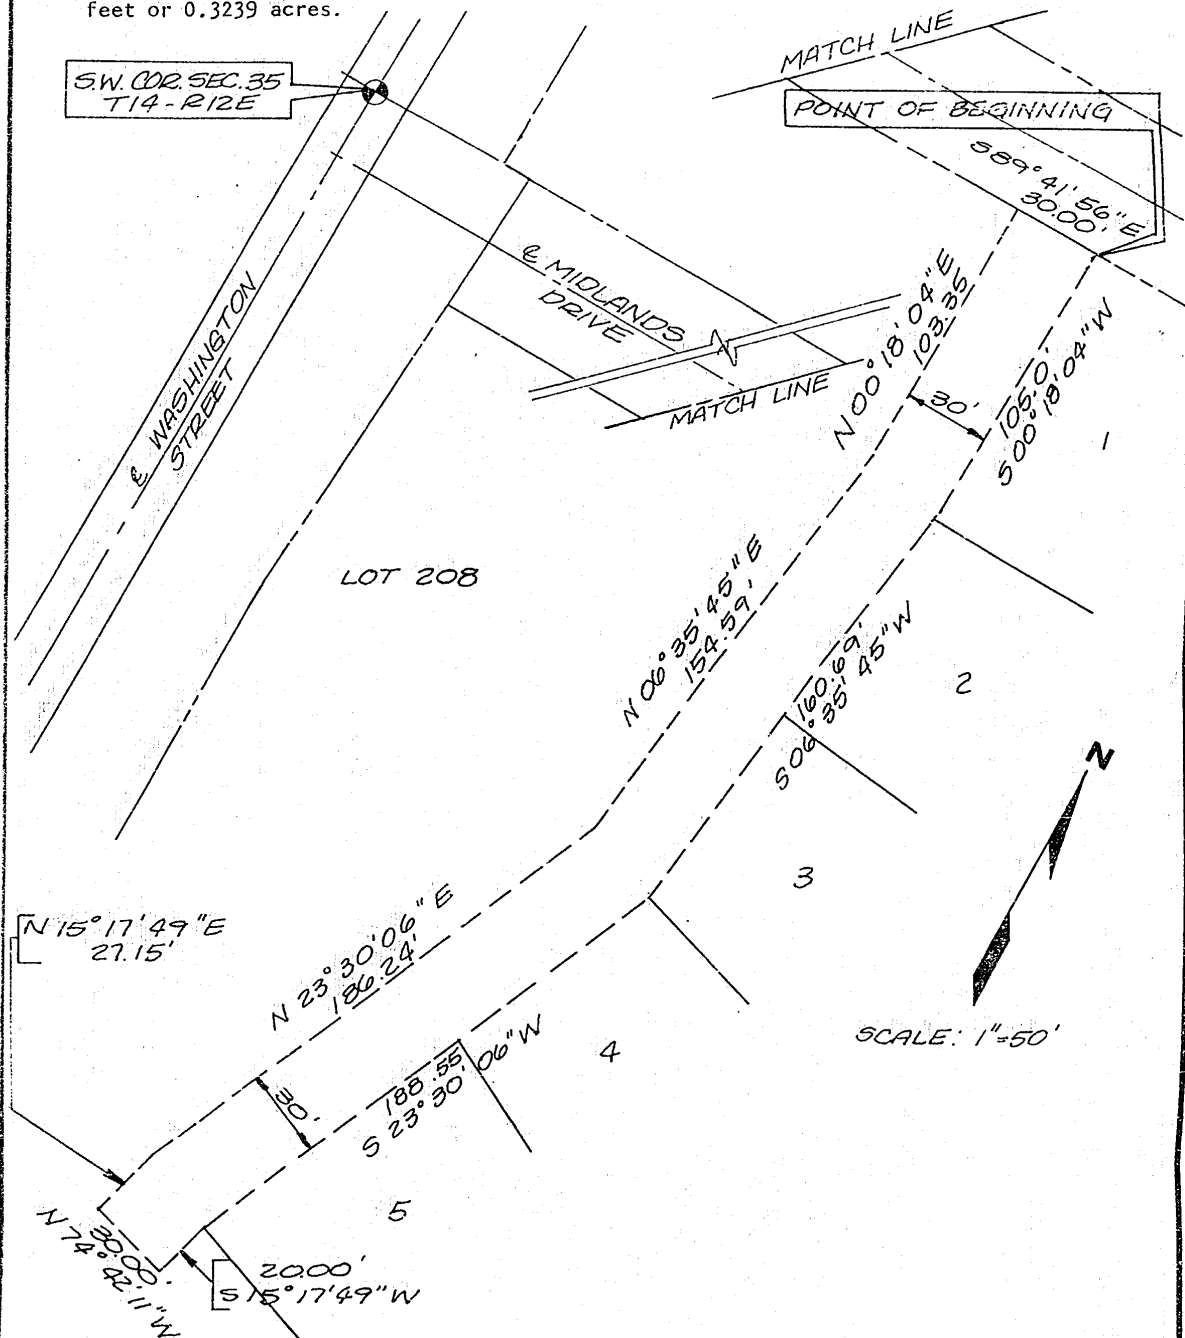 feet or 0.3239 acres.
S.W. COR. SEC. 35
T14-R12E
MATCH LINE
POINT OF BEGINNING
S89°41'56"E
30.00'
℄ WASHINGTON
STREET
℄ MIDLANDS
DRIVE
MATCH LINE
N00°18'04"E
103.35'
30'
105.0'
S00°18'04"W
1
LOT 208
N06°35'45"E
154.59'
160.69'
S06°35'45"W
2
3
N
SCALE: 1"=50'
N15°17'49"E
27.15'
N 23°30'06"E
186.24'
188.55
S 23°30'06"W
4
30'
5
30.00'
N74°42'11"W
20.00'
S15°17'49"W